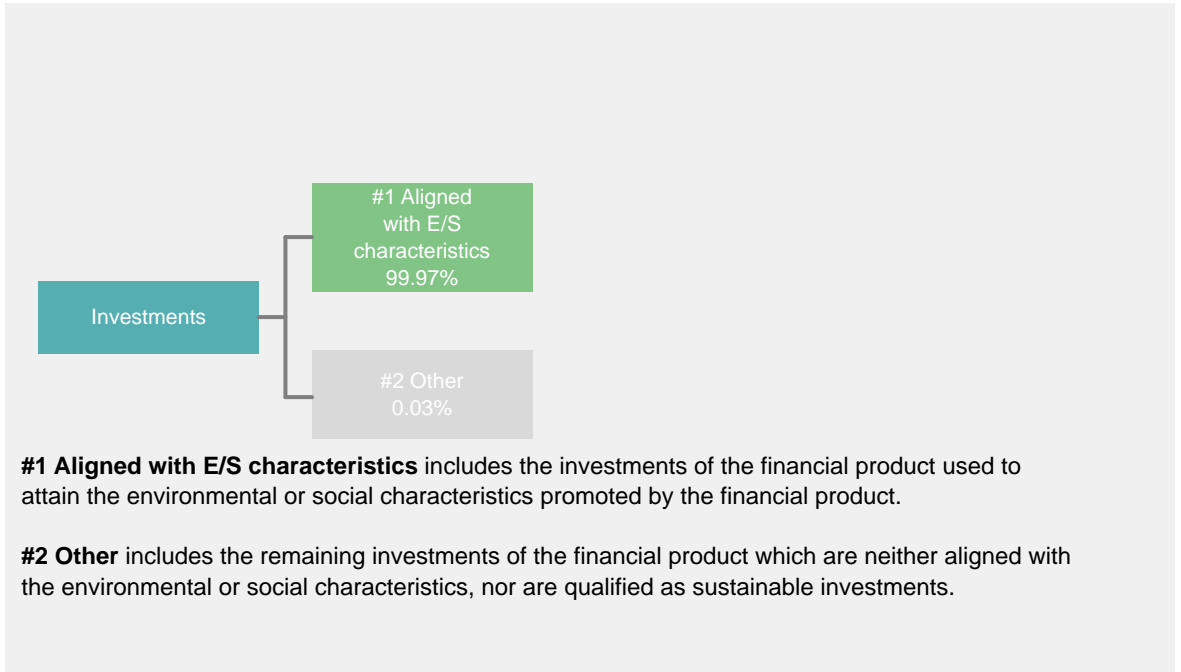 #1 Aligned
with E/S
characteristics
99.97%
Investments
#2 Other
0.03%
#1 Aligned with E/S characteristics includes the investments of the financial product used to
attain the environmental or social characteristics promoted by the financial product.
#2 Other includes the remaining investments of the financial product which are neither aligned with
the environmental or social characteristics, nor are qualified as sustainable investments.